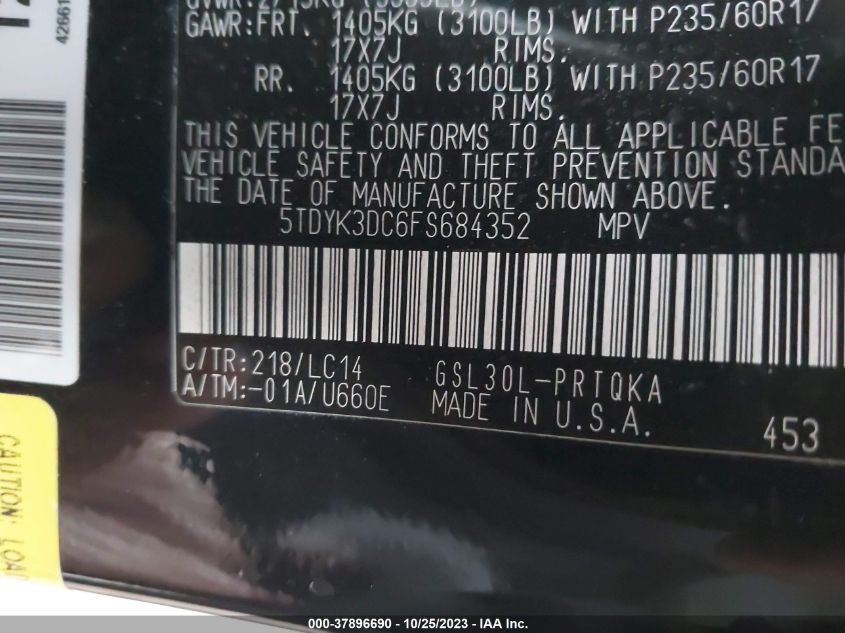 GAWR:FRT. 1405KG (3100LB) WITH P235/60R17
17X7J RIMS.
RR. 1405KG (3100LB) WITH P235/60R17
17X7J RIMS.
THIS VEHICLE CONFORMS TO ALL APPLICABLE FE
VEHICLE SAFETY AND THEFT PREVENTION STANDA
THE DATE OF MANUFACTURE SHOWN ABOVE.
5TDYK3DC6FS684352 MPV
C/TR:218/LC14 GSL30L-PRTQKA
A/TM:-01A/U660E MADE IN U.S.A.
453
42661
CAUTION: LOA
000-37896690 - 10/25/2023 - IAA Inc.